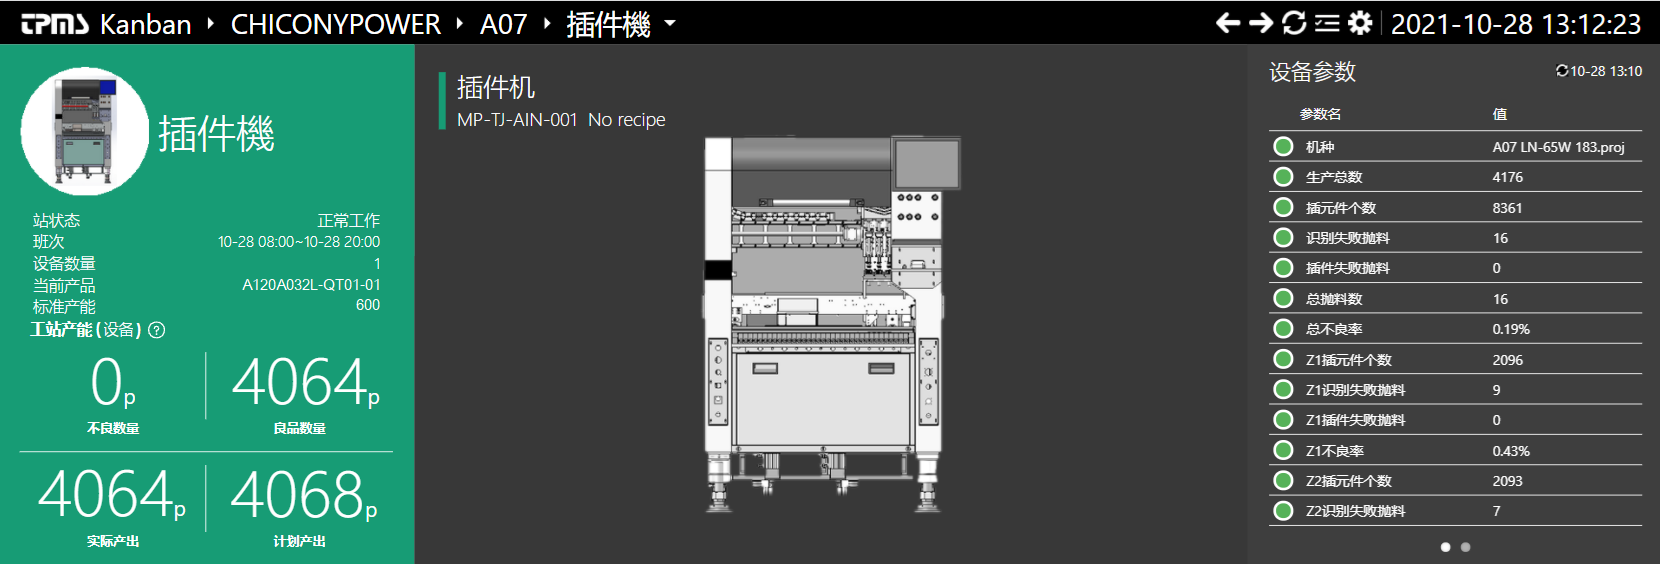 TPMS Kanban CHICONYPOWER A07 插件機 2021-10-28 13:12:23
插件機
站状态 正常工作
班次 10-28 08:00~10-28 20:00
设备数量 1
当前产品 A120A032L-QT01-01
标准产能 600
工站产能 ( 设备 ) ?
0p 4064p
不良数量 良品数量
4064p 4068p
实际产出 计划产出
插件机
MP-TJ-AIN-001 No recipe
设备参数 10-28 13:10
参数名 值
机种 A07 LN-65W 183.proj
生产总数 4176
插元件个数 8361
识别失败抛料 16
插件失败抛料 0
总抛料数 16
总不良率 0.19%
Z1插元件个数 2096
Z1识别失败抛料 9
Z1插件失败抛料 0
Z1不良率 0.43%
Z2插元件个数 2093
Z2识别失败抛料 7